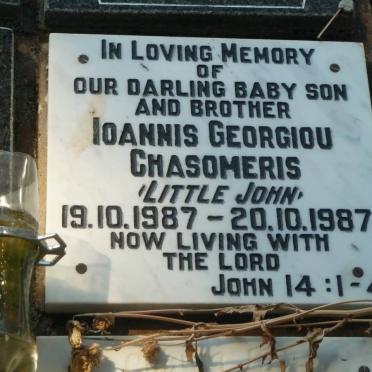 In Loving Memory
OF
OUR DARLING BABY SON
AND BROTHER
IOANNIS GEORGIOU
CHASOMERIS
'LITTLE JOHN'
19.10.1987 - 20.10.1987
NOW LIVING WITH
THE LORD
JOHN 14:1-